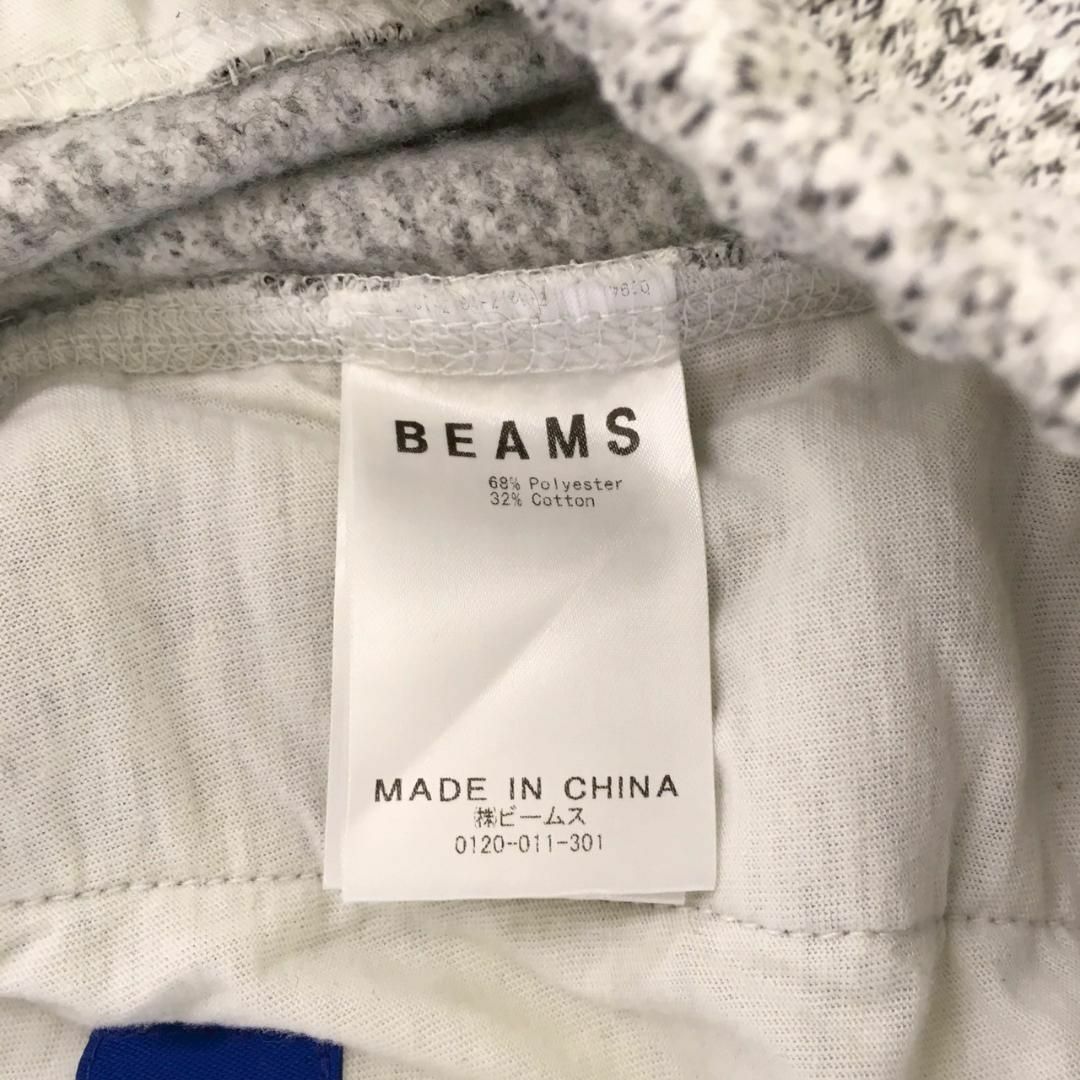 BEAMS
68% Polyester
32% Cotton
MADE IN CHINA
㈱ビームス
0120-011-301